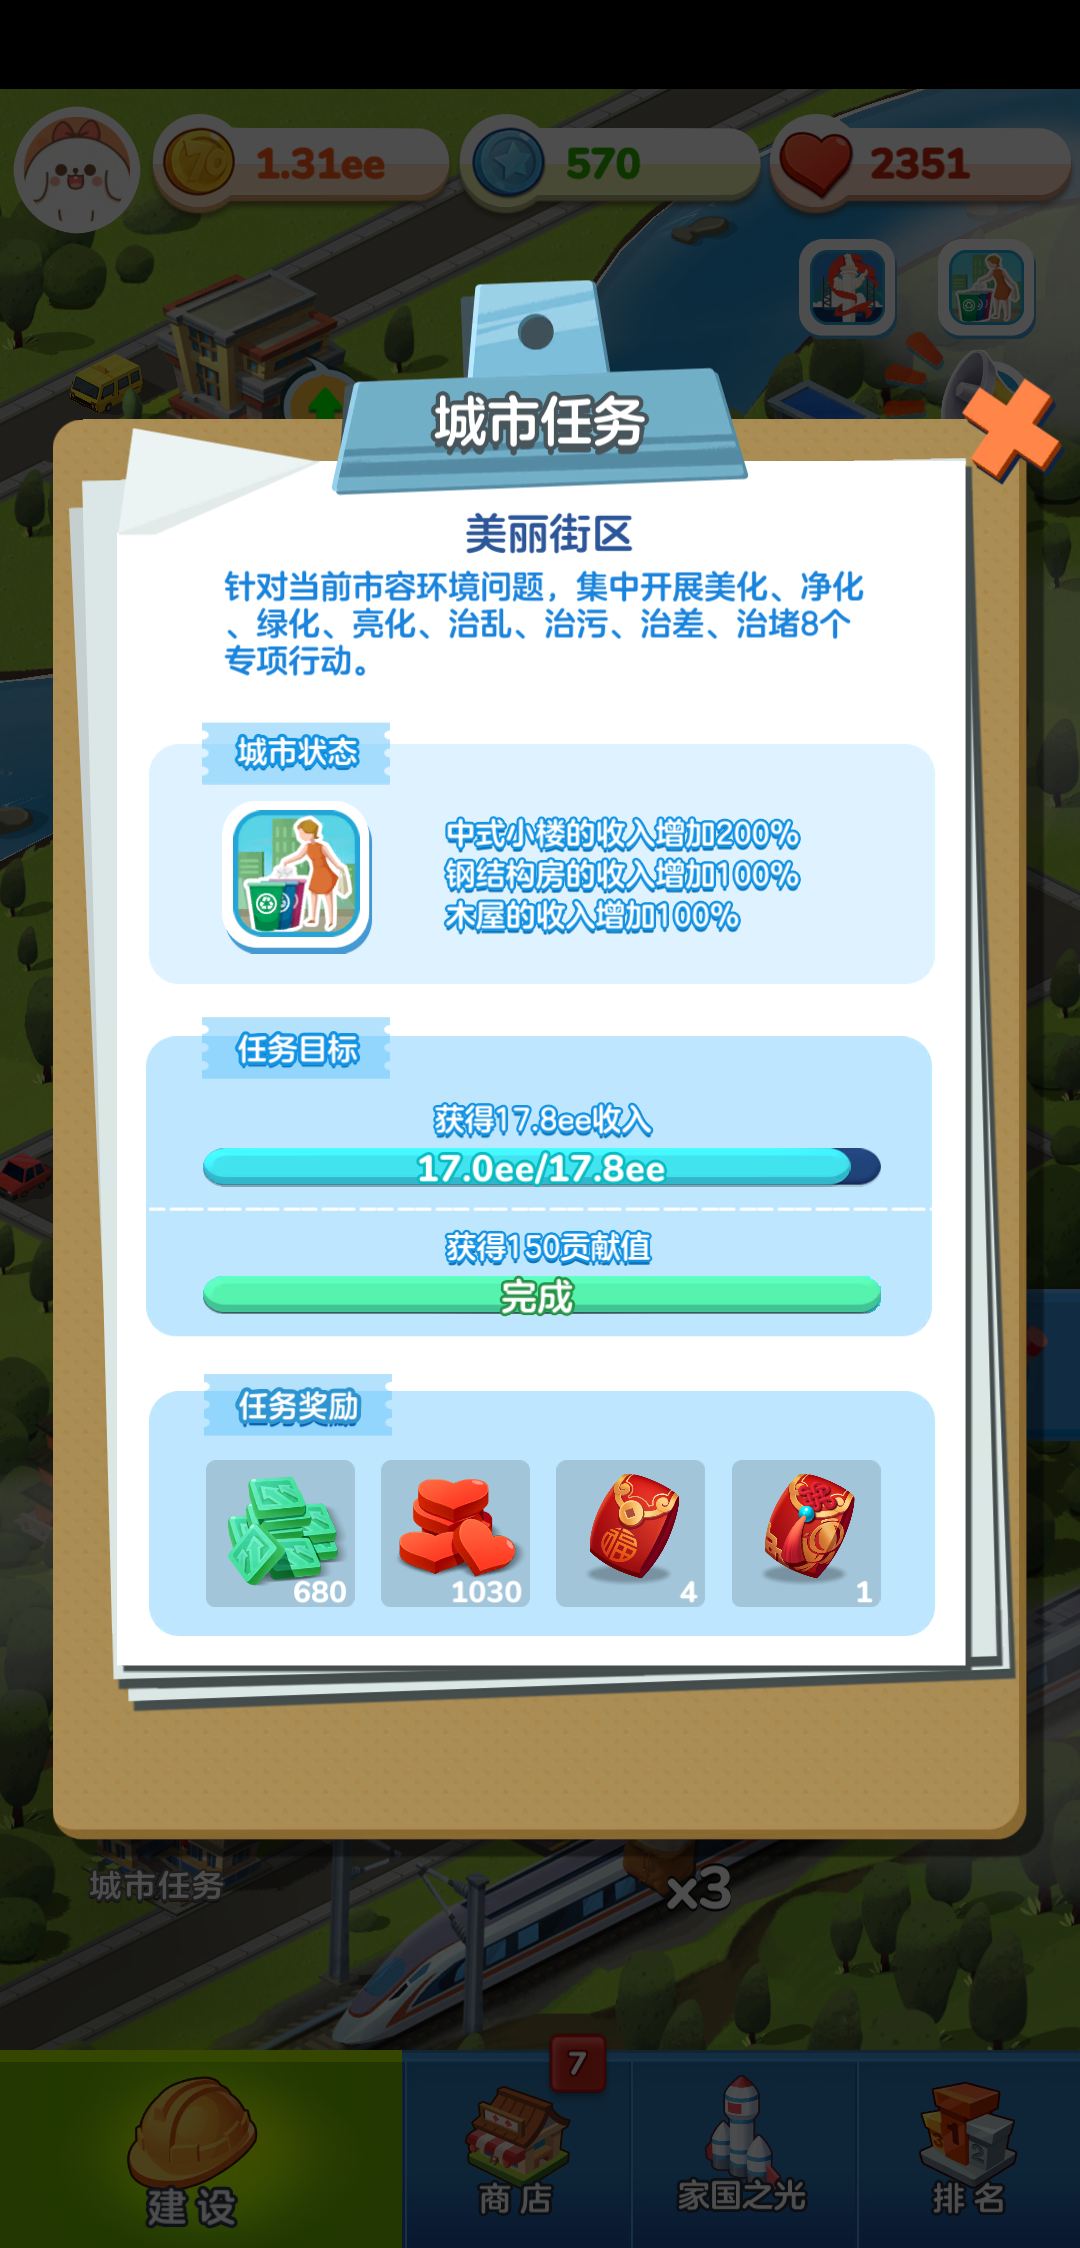 1.31ee
570
2351
城市任务
美丽街区
针对当前市容环境问题，集中开展美化、净化
、绿化、亮化、治乱、治污、治差、治堵8个
专项行动。
城市状态
中式小楼的收入增加200%
钢结构房的收入增加100%
木屋的收入增加100%
任务目标
获得17.8ee收入
17.0ee/17.8ee
获得150贡献值
完成
任务奖励
680
1030
福
4
1
城市任务
x3
7
建设
商店
家国之光
排名